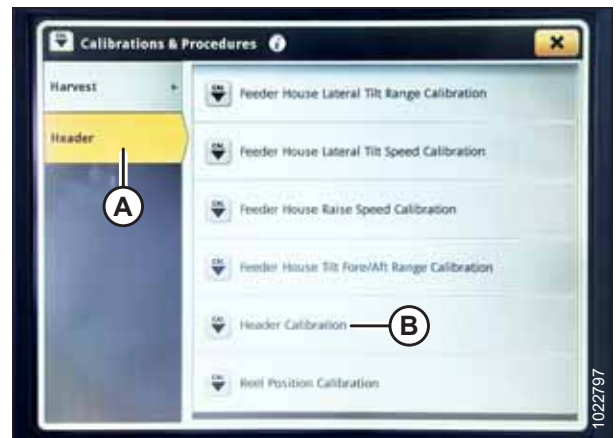 Calibrations & Procedures
Harvest
Header
Feeder House Lateral Tilt Range Calibration
Feeder House Lateral Tilt Speed Calibration
Feeder House Raise Speed Calibration
Feeder House Tilt Fore/Aft Range Calibration
Header Calibration
Reel Position Calibration
A
B
1022797